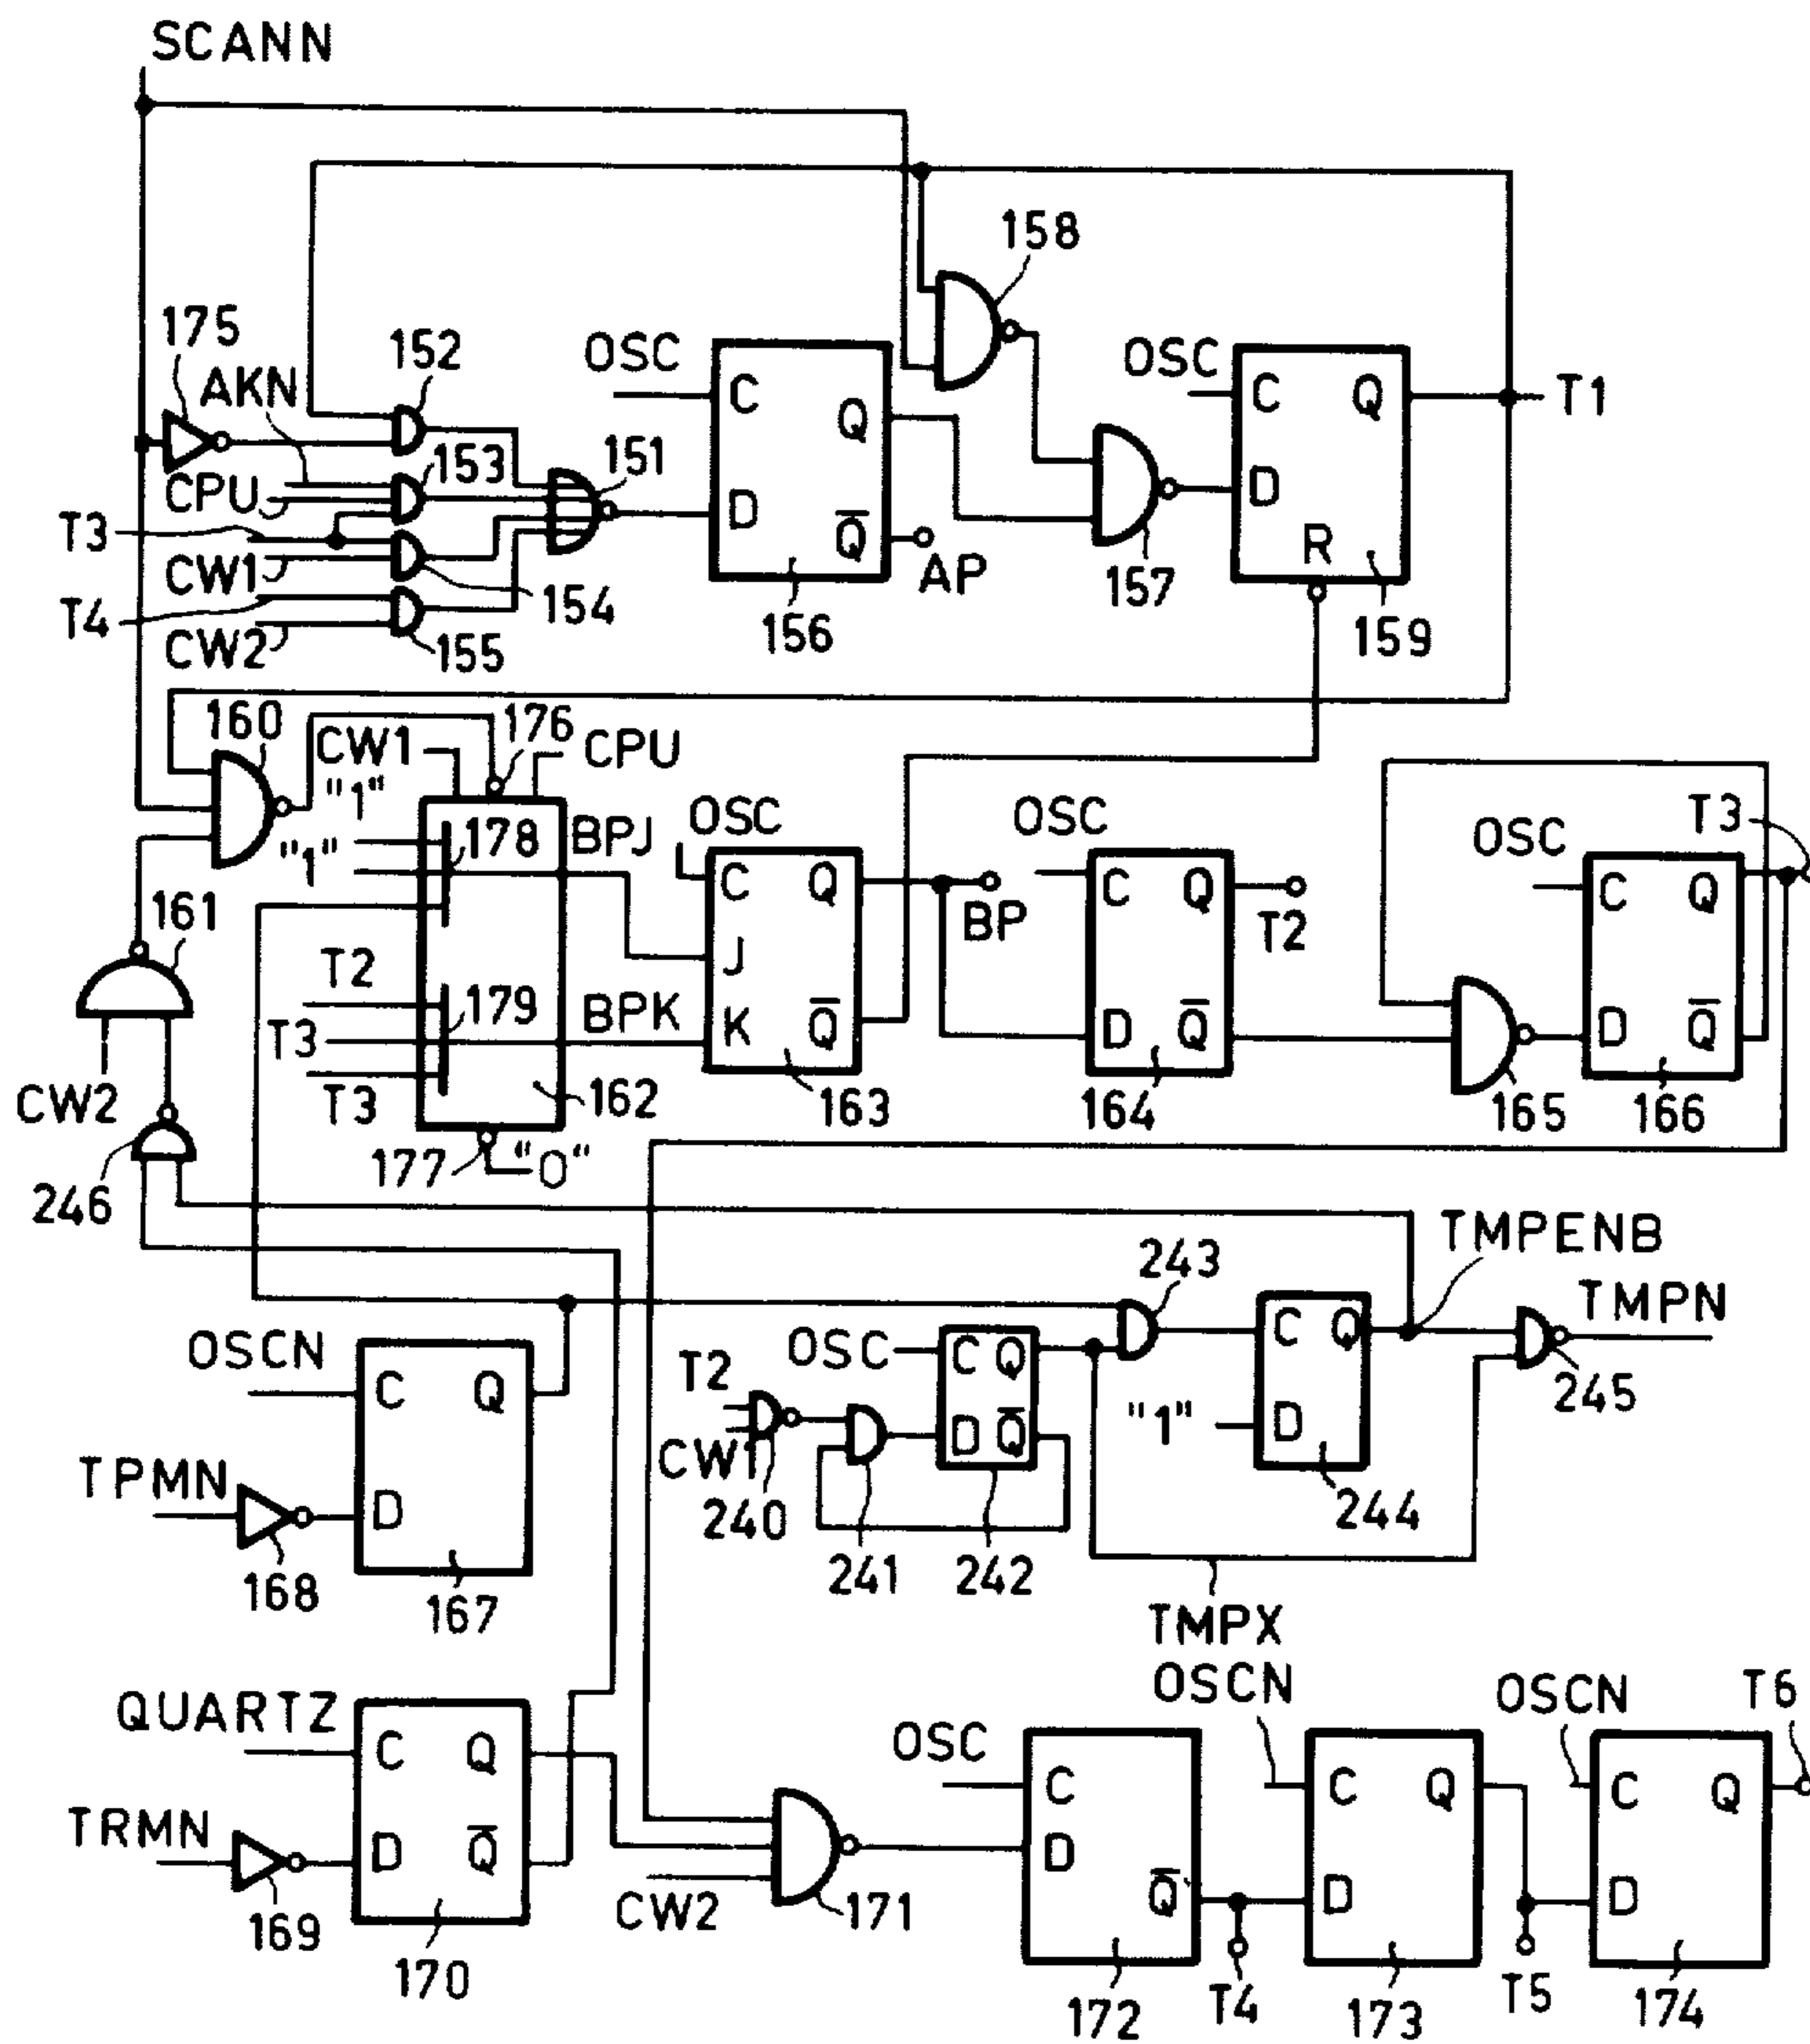 SCANN
158
175
AKN
152
OSC
C
Q
D
Q
AP
156
OSC
C
Q
T1
D
R
159
157
153
151
CPU
T3
CW1
154
T4
CW2
155
160
CW1
176
CPU
"1"
"1"
178
BPJ
OSC
C
Q
BP
J
K
Q
163
OSC
C
Q
T2
D
Q
164
OSC
T3
C
Q
D
Q
166
165
161
T2
179
T3
BPK
T3
162
177
"0"
CW2
246
TMPENB
243
TMPN
OSCN
C
Q
D
TPMN
168
167
OSC
C
Q
D
Q
T2
CW1
240
241
242
"1"
C
Q
D
244
245
TMPX
QUARTZ
C
Q
D
Q
TRMN
169
170
CW2
171
OSC
C
D
Q
172
T4
OSCN
C
Q
D
173
T5
OSCN
T6
C
Q
D
174